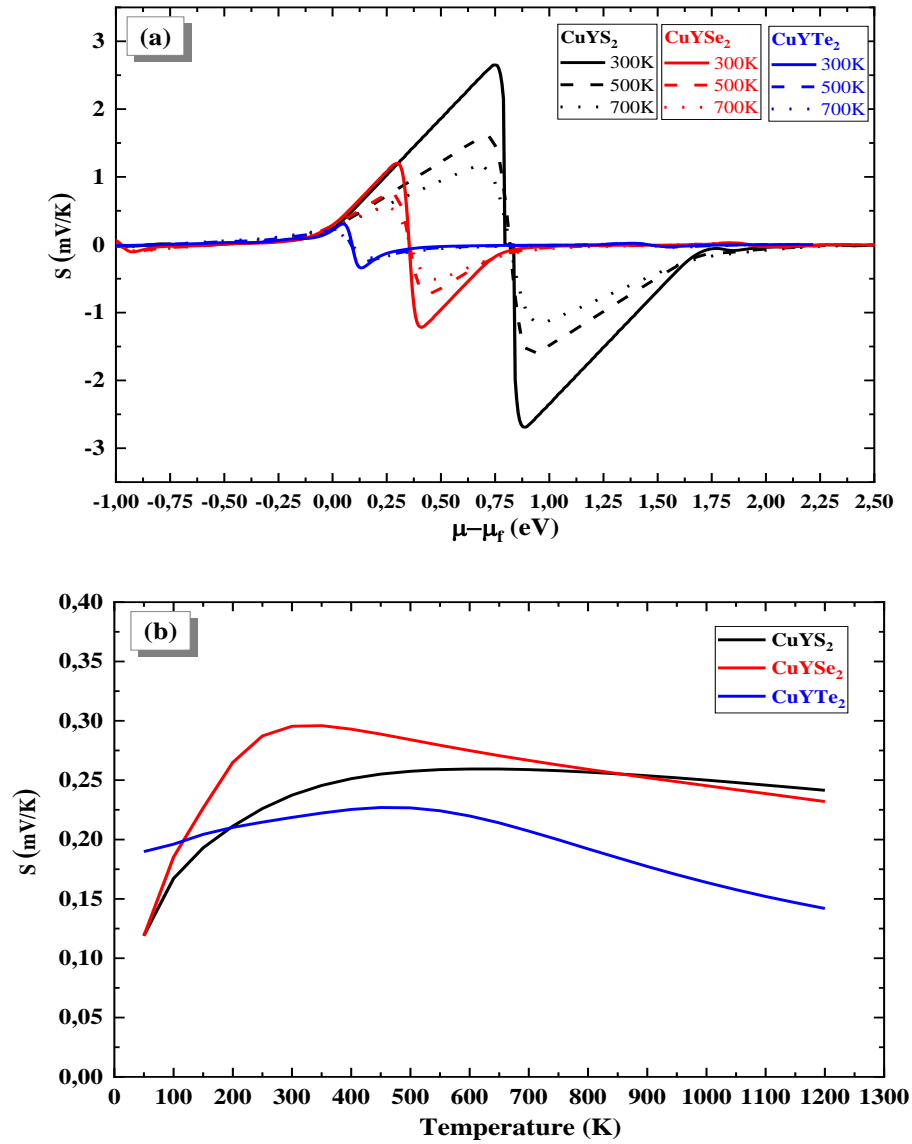 (a)
CuYS₂ CuYSe₂ CuYTe₂
300K 300K 300K
500K 500K 500K
700K 700K 700K
3
2
1
0
-1
-2
-3
S (mV/K)
-1,00 -0,75 -0,50 -0,25 0,00 0,25 0,50 0,75 1,00 1,25 1,50 1,75 2,00 2,25 2,50
μ−μf (eV)
(b)
CuYS₂
CuYSe₂
CuYTe₂
0,40
0,35
0,30
0,25
0,20
0,15
0,10
0,05
0,00
S (mV/K)
0 100 200 300 400 500 600 700 800 900 1000 1100 1200 1300
Temperature (K)